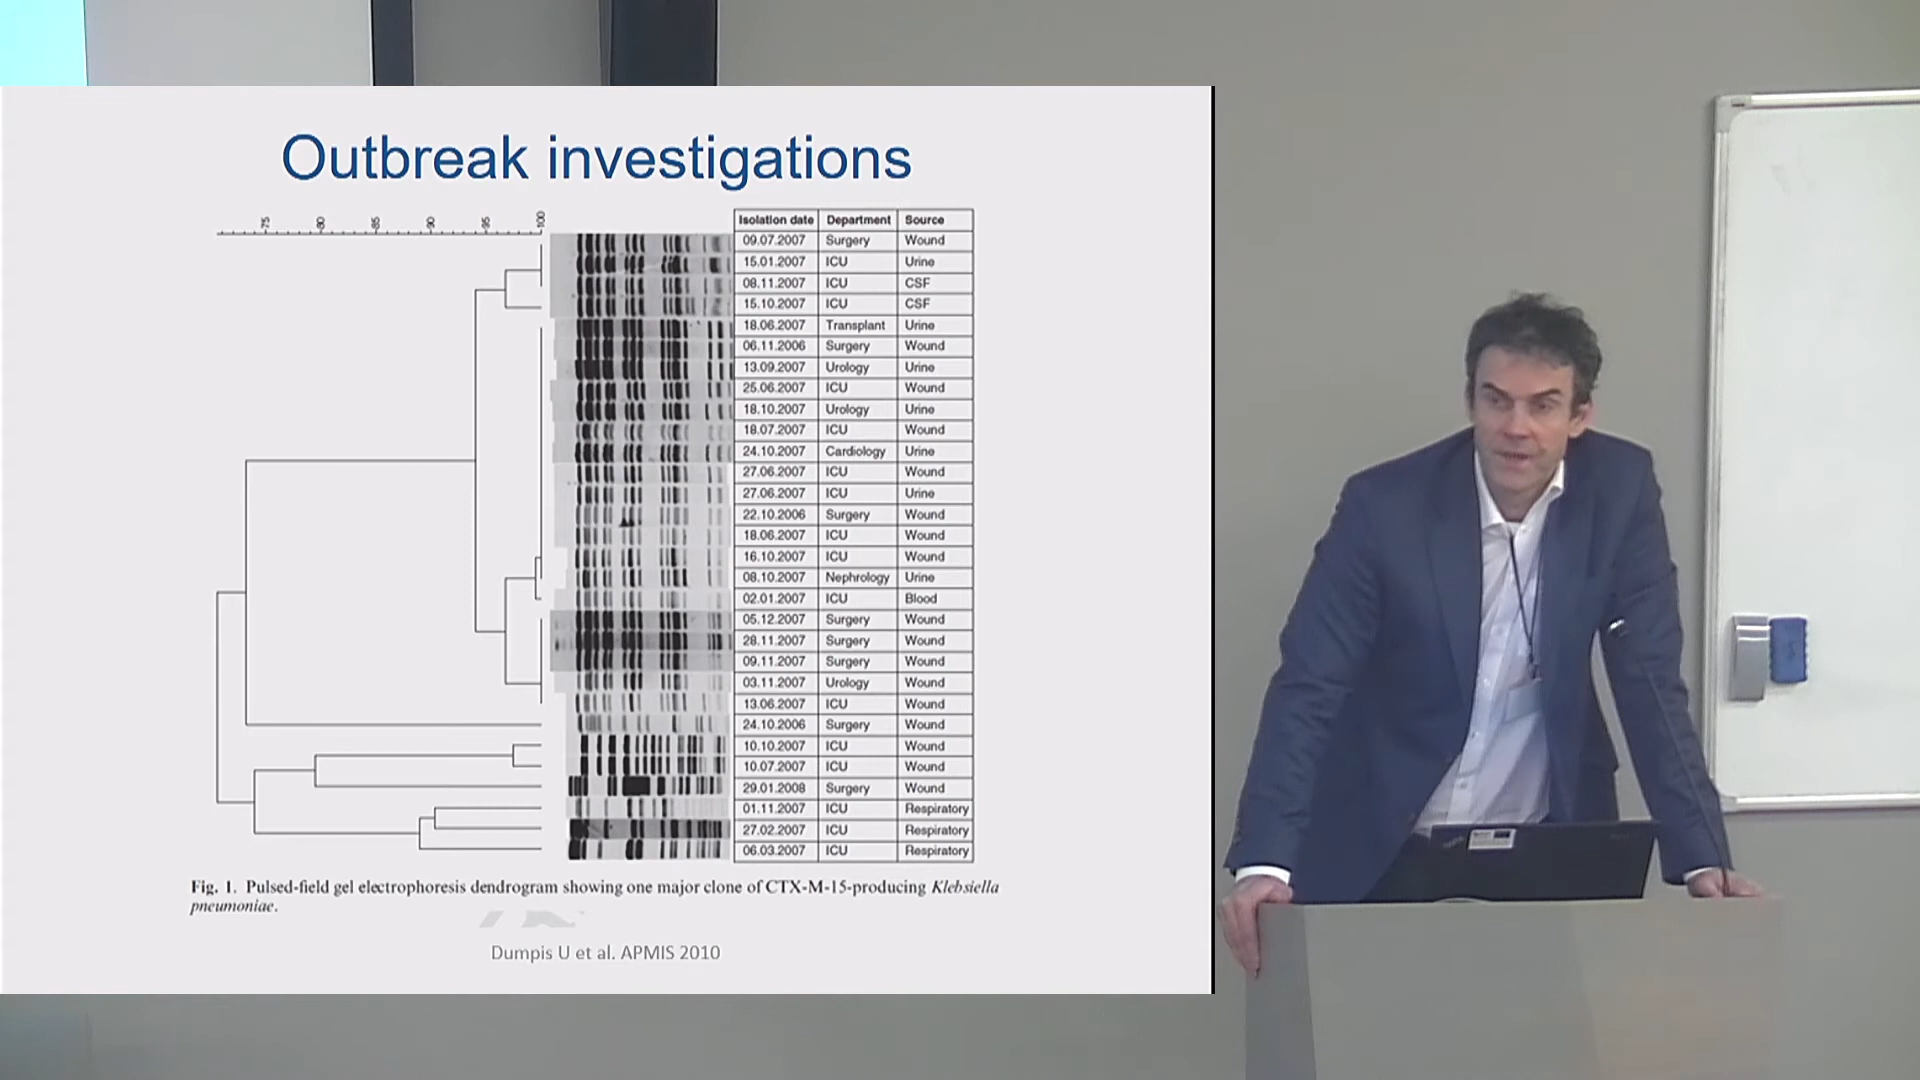 Outbreak investigations
75 80 85 90 95 100
Isolation date Department Source
09.07.2007 Surgery Wound
15.01.2007 ICU Urine
08.11.2007 ICU CSF
15.10.2007 ICU CSF
18.06.2007 Transplant Urine
06.11.2006 Surgery Wound
13.09.2007 Urology Urine
25.06.2007 ICU Wound
18.10.2007 Urology Urine
18.07.2007 ICU Wound
24.10.2007 Cardiology Urine
27.06.2007 ICU Wound
27.06.2007 ICU Urine
22.10.2006 Surgery Wound
18.06.2007 ICU Wound
16.10.2007 ICU Wound
08.10.2007 Nephrology Urine
02.01.2007 ICU Blood
05.12.2007 Surgery Wound
28.11.2007 Surgery Wound
09.11.2007 Surgery Wound
03.11.2007 Urology Wound
13.06.2007 ICU Wound
24.10.2006 Surgery Wound
10.10.2007 ICU Wound
10.07.2007 ICU Wound
29.01.2008 Surgery Wound
01.11.2007 ICU Respiratory
27.02.2007 ICU Respiratory
06.03.2007 ICU Respiratory
Fig. 1. Pulsed-field gel electrophoresis dendrogram showing one major clone of CTX-M-15-producing Klebsiella
pneumoniae.
Dumpis U et al. APMIS 2010